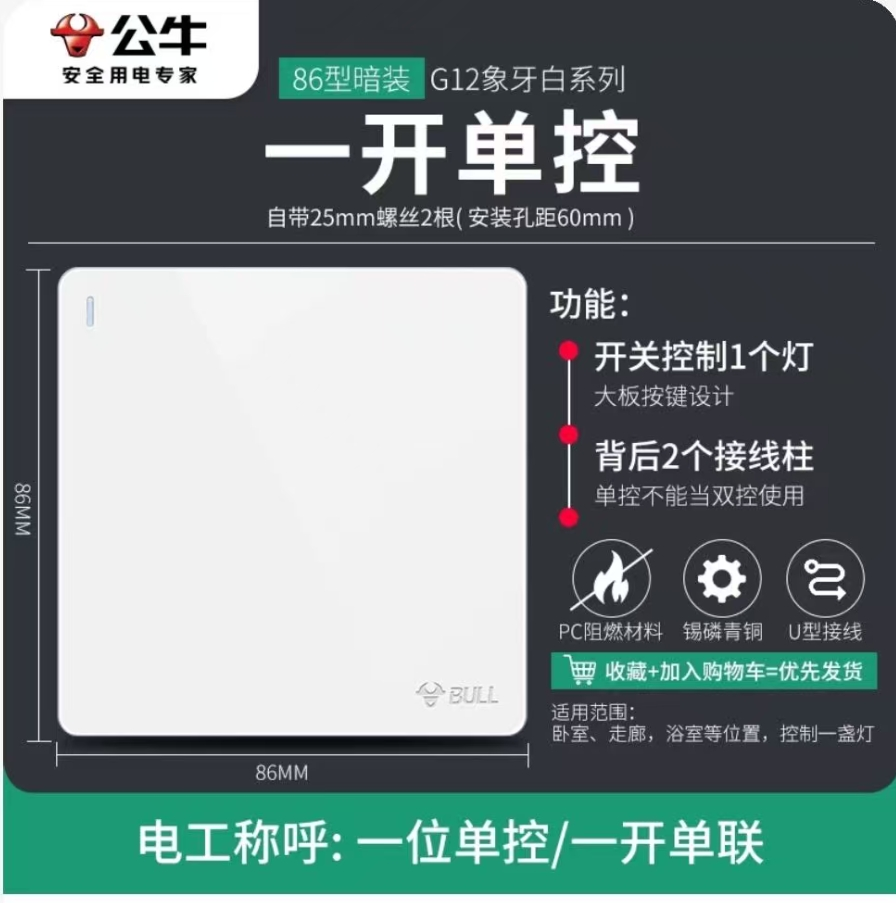 公牛
安全用电专家
86型暗装 G12象牙白系列
一开单控
自带25mm螺丝2根(安装孔距60mm)
功能：
开关控制1个灯
大板按键设计
背后2个接线柱
单控不能当双控使用
PC阻燃材料 锡磷青铜 U型接线
收藏+加入购物车=优先发货
适用范围：
卧室、走廊，浴室等位置，控制一盏灯
86MM
BULL
86MM
电工称呼: 一位单控/一开单联